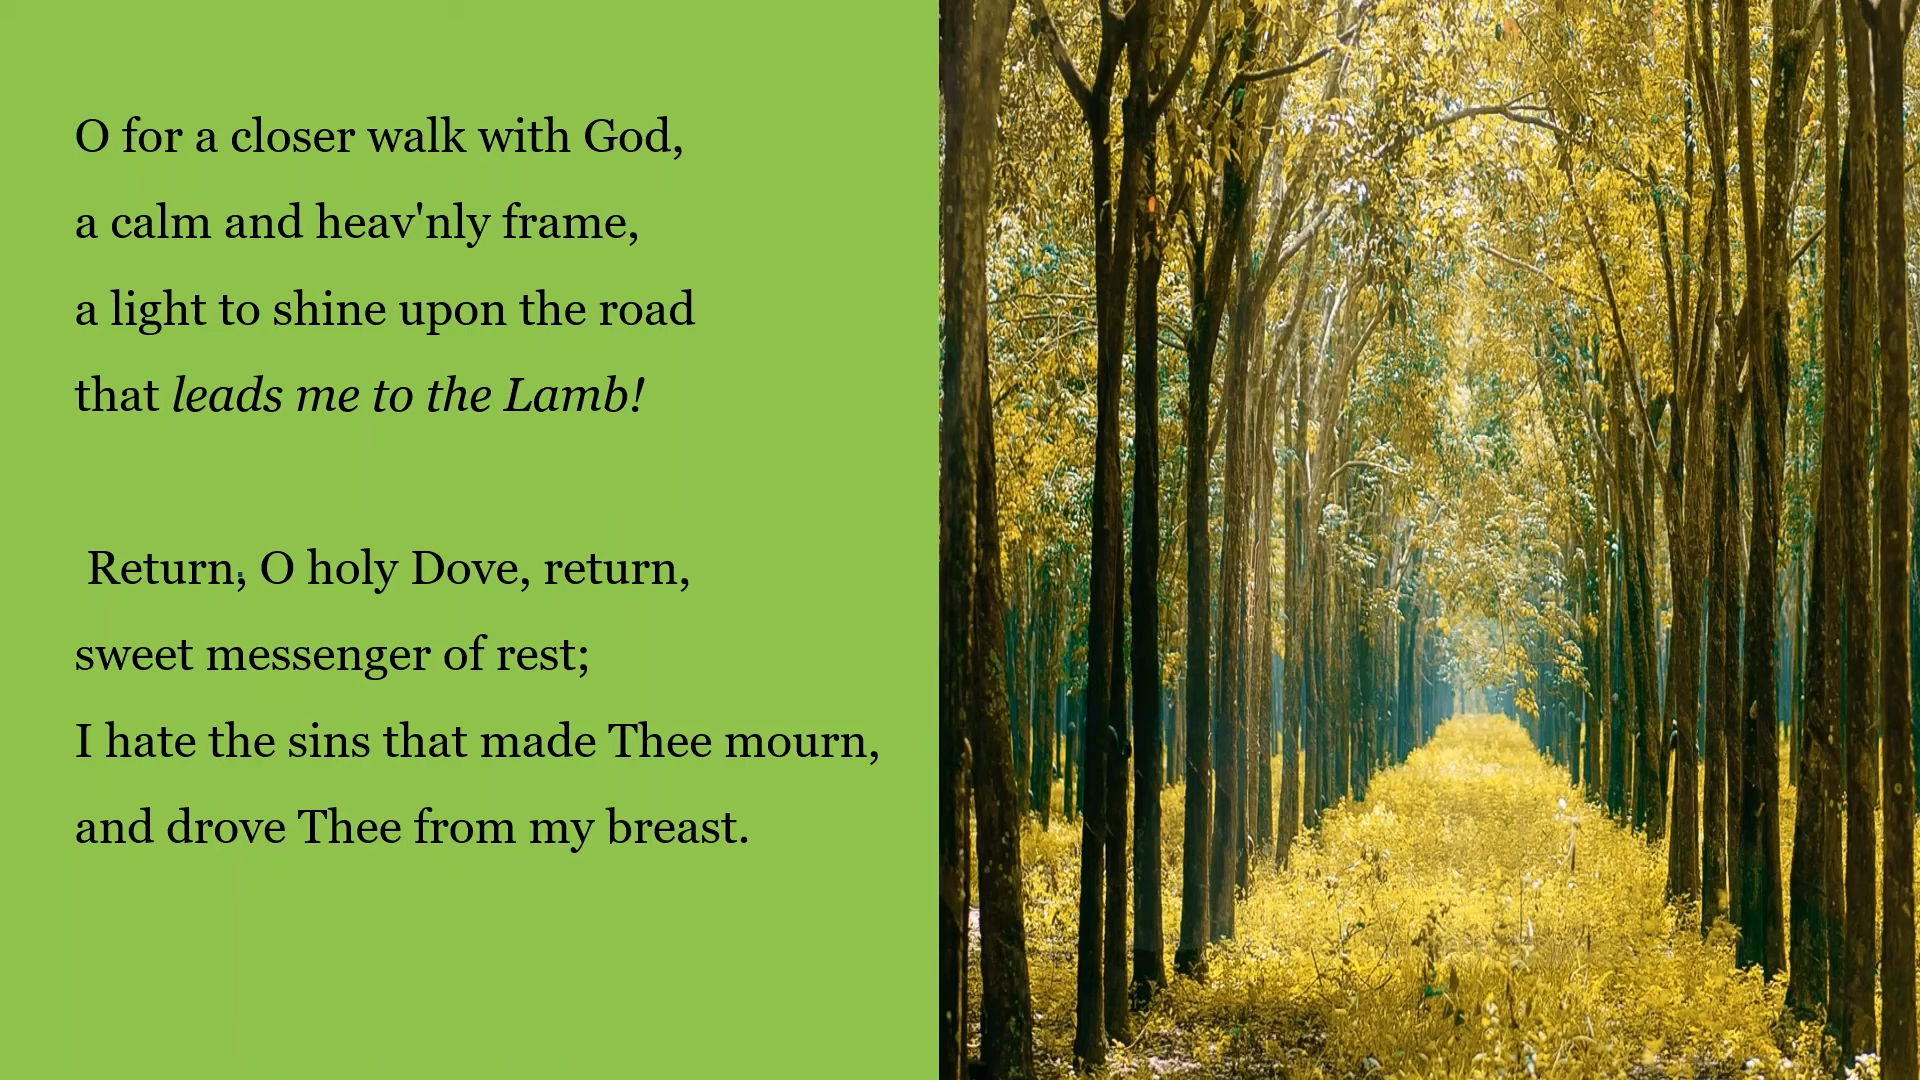 O for a closer walk with God,
a calm and heav'nly frame,
a light to shine upon the road
that leads me to the Lamb!
Return, O holy Dove, return,
sweet messenger of rest;
I hate the sins that made Thee mourn,
and drove Thee from my breast.